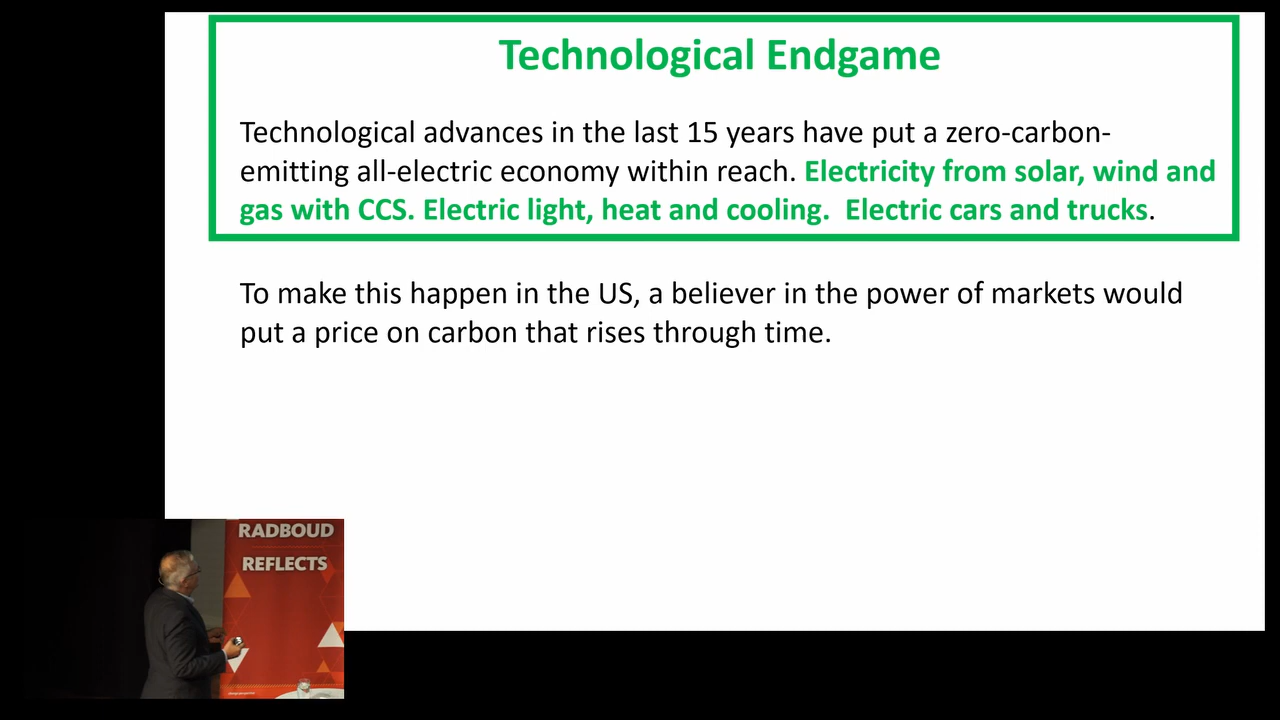 Technological Endgame
Technological advances in the last 15 years have put a zero-carbon-
emitting all-electric economy within reach. Electricity from solar, wind and
gas with CCS. Electric light, heat and cooling.  Electric cars and trucks.
To make this happen in the US, a believer in the power of markets would
put a price on carbon that rises through time.
RADBOUD
REFLECTS